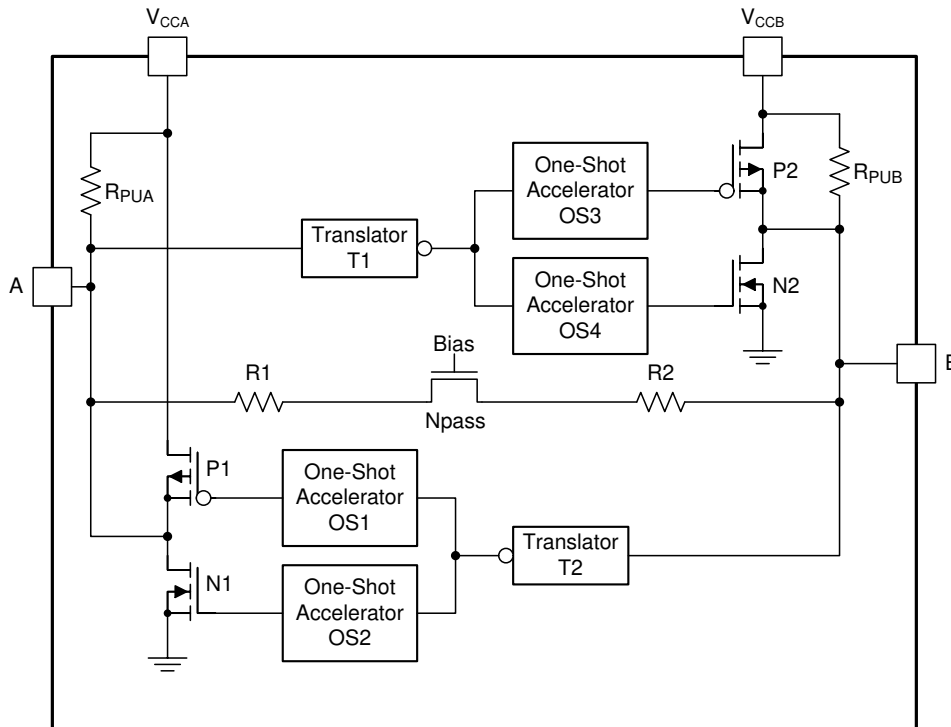 VCCA
VCCB
RPUA
One-Shot
Accelerator
OS3
P2
RPUB
Translator
T1
A
One-Shot
Accelerator
OS4
N2
Bias
R1
R2
Npass
P1
One-Shot
Accelerator
OS1
Translator
T2
N1
One-Shot
Accelerator
OS2